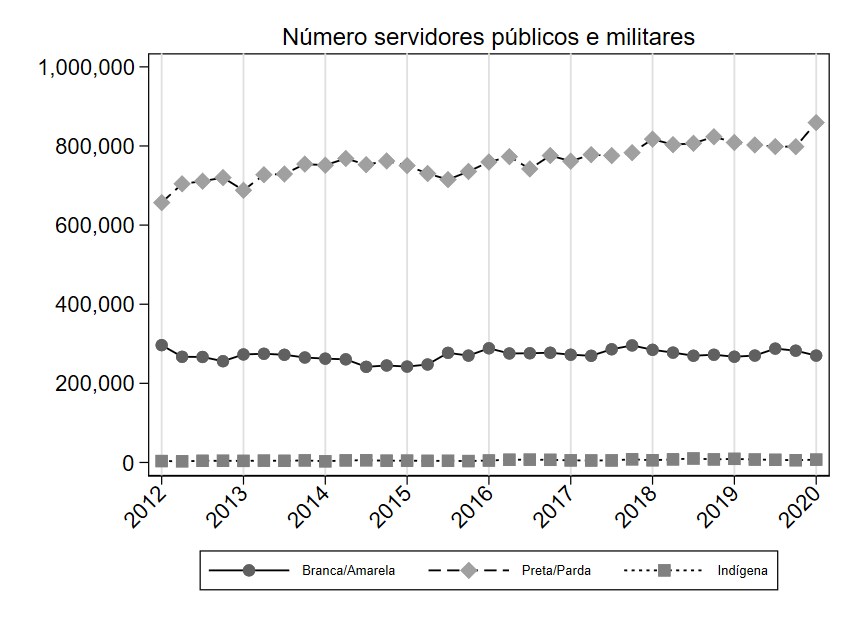 Número servidores públicos e militares
1,000,000
800,000
600,000
400,000
200,000
0
2012 2013 2014 2015 2016 2017 2018 2019 2020
Branca/Amarela Preta/Parda Indígena